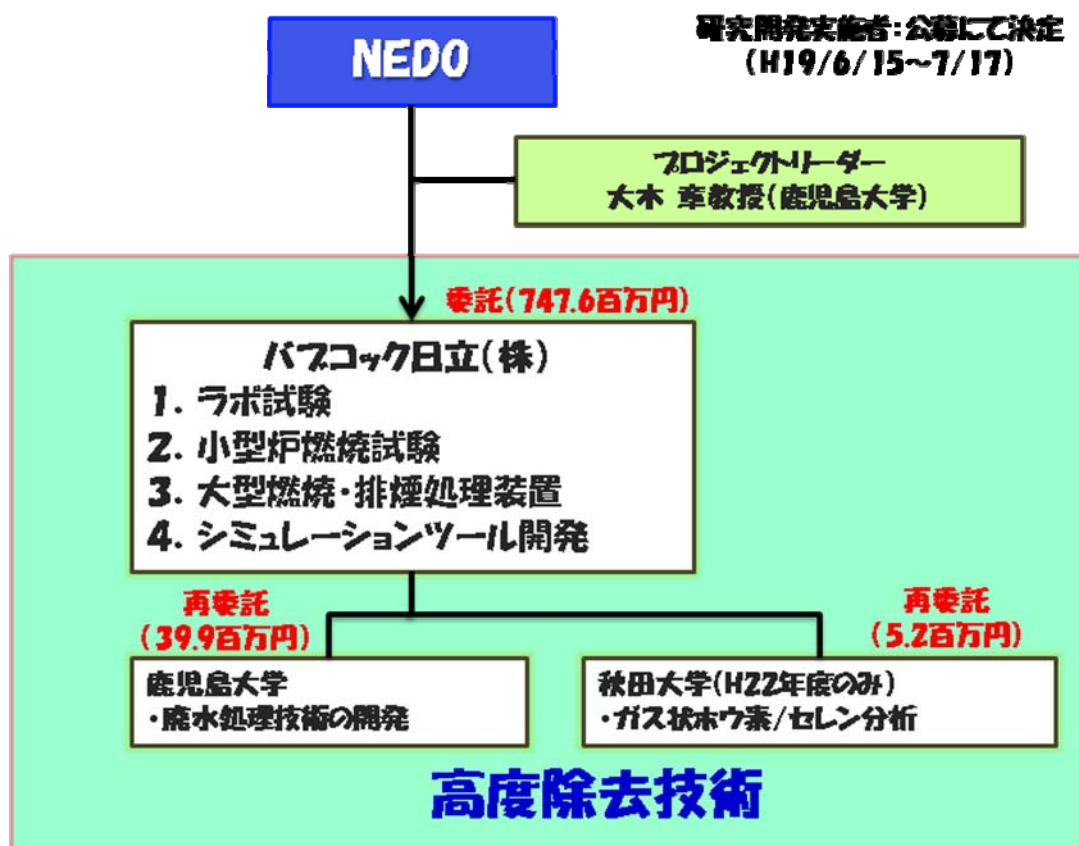 NEDO
研究開発実施者:公募にて決定
(H19/6/15~7/17)
プロジェクトリーダー
大木 章教授(鹿児島大学)
委託(747.6百万円)
バブコック日立(株)
1. ラボ試験
2. 小型炉燃焼試験
3. 大型燃焼・排煙処理装置
4. シミュレーションツール開発
再委託
(39.9百万円)
再委託
(5.2百万円)
鹿児島大学
・廃水処理技術の開発
秋田大学(H22年度のみ)
・ガス状ホウ素/セレン分析
高度除去技術